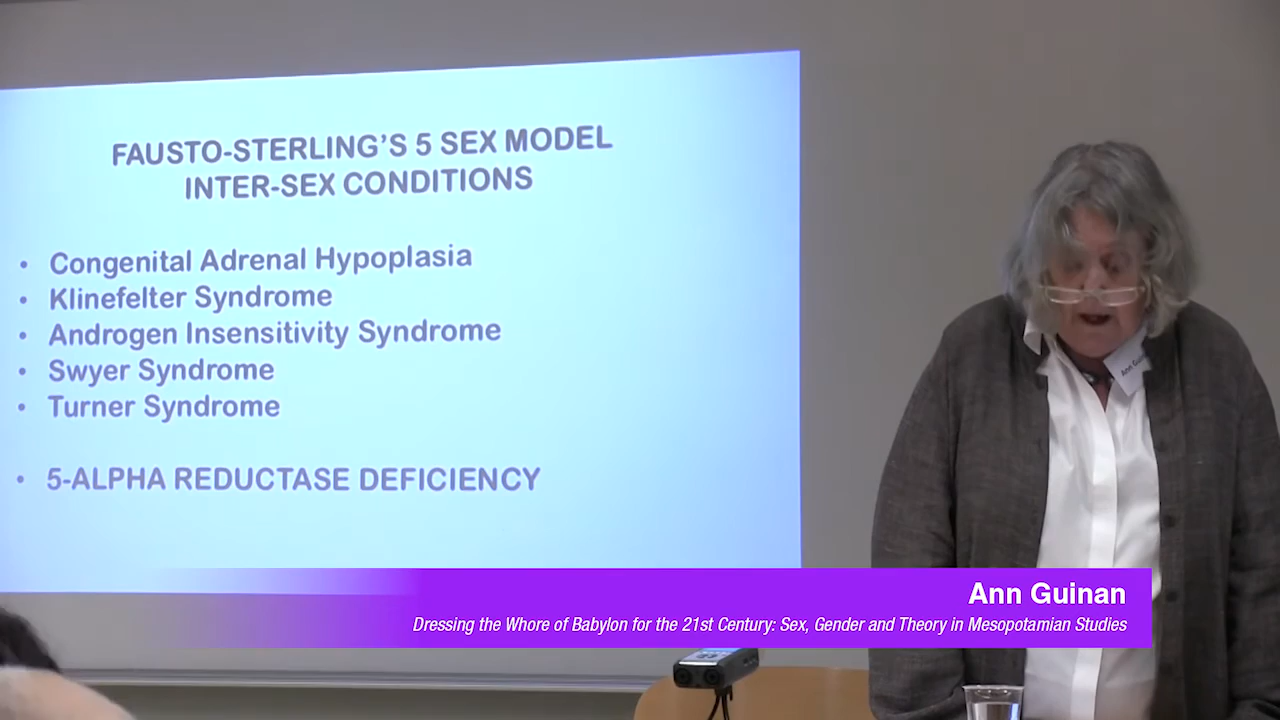 FAUSTO-STERLING'S 5 SEX MODEL
INTER-SEX CONDITIONS
• Congenital Adrenal Hypoplasia
• Klinefelter Syndrome
• Androgen Insensitivity Syndrome
• Swyer Syndrome
• Turner Syndrome
• 5-ALPHA REDUCTASE DEFICIENCY
Ann Guinan
Ann Guinan
Dressing the Whore of Babylon for the 21st Century: Sex, Gender and Theory in Mesopotamian Studies